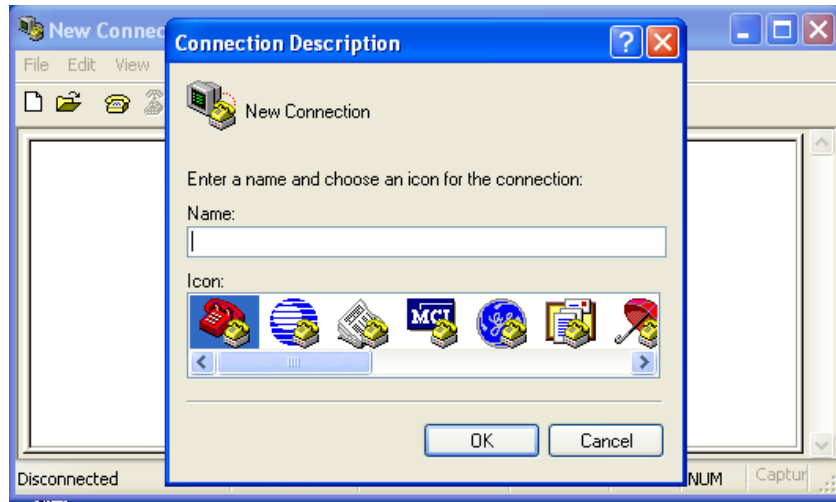 New Connec
Connection Description
File Edit View
New Connection
Enter a name and choose an icon for the connection:
Name:
Icon:
MCI
OK Cancel
Disconnected
NUM
Captur